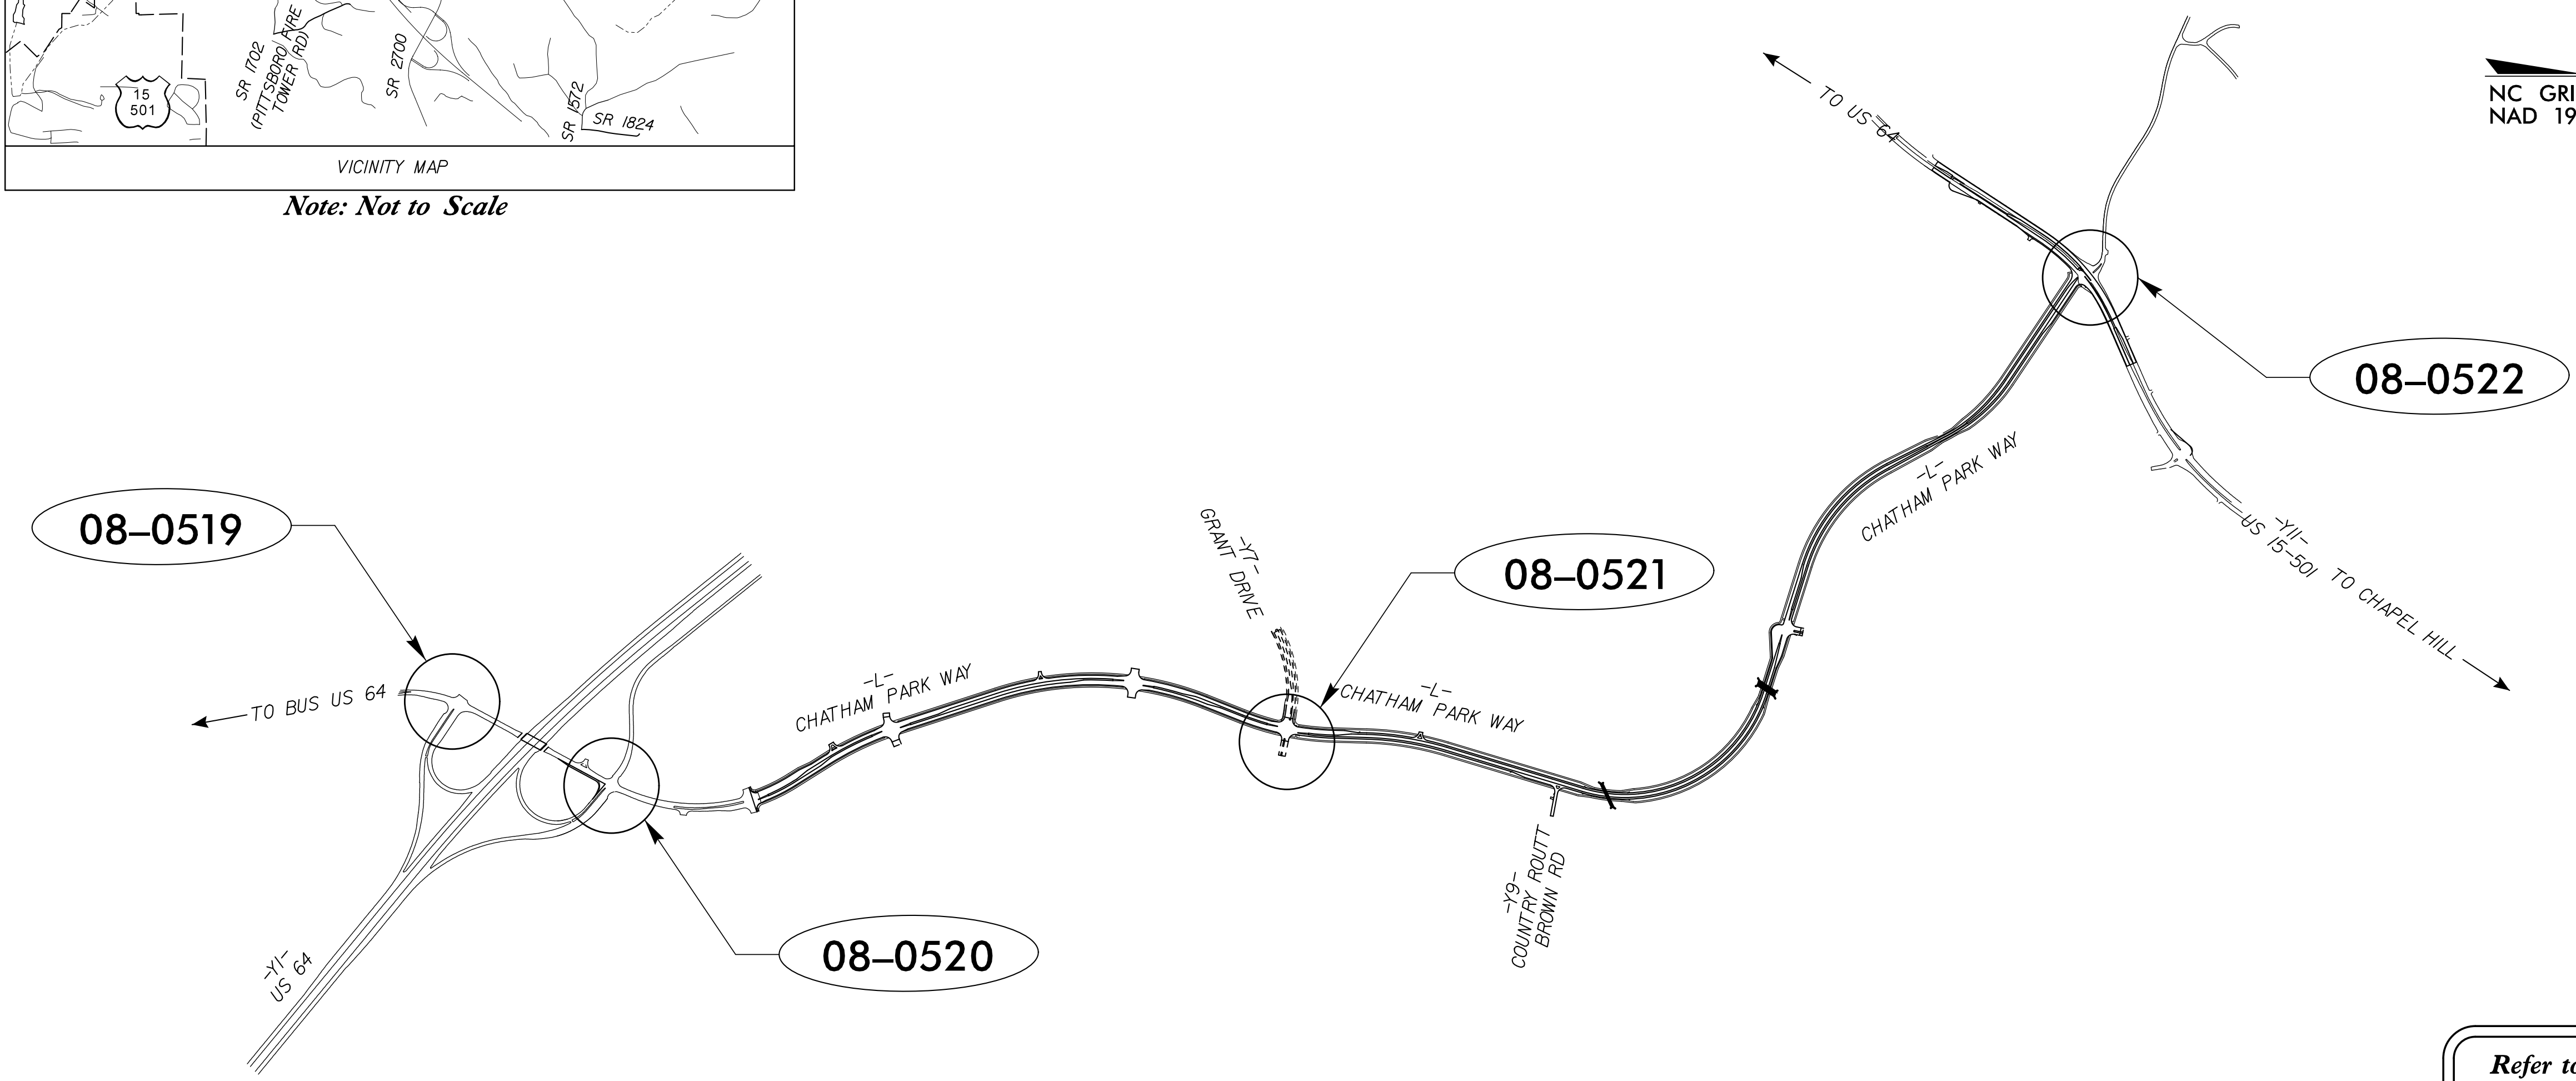 SR 1702
(PITTSBORO FIRE
TOWER RD)
SR 2700
SR 1572
SR 1824
15
501
VICINITY MAP
Note: Not to Scale
TO US 64
NC GRI
NAD 19
08–0522
-L-
CHATHAM PARK WAY
-Y11-
US 15-501
TO CHAPEL HILL
08–0519
-Y7-
GRANT DRIVE
08–0521
TO BUS US 64
-L-
CHATHAM PARK WAY
-L-
CHATHAM PARK WAY
-Y9-
COUNTRY ROUTT
BROWN RD
08–0520
-Y1-
US 64
Refer to